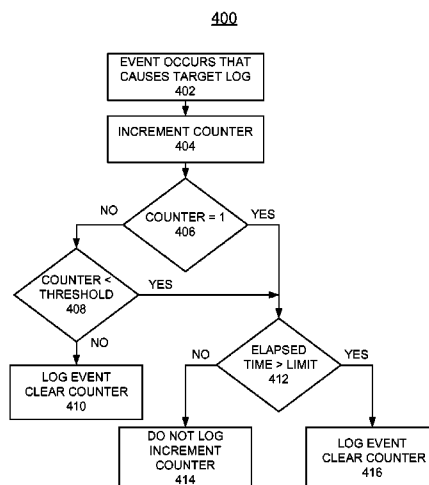 400
EVENT OCCURS THAT
CAUSES TARGET LOG
402
INCREMENT COUNTER
404
COUNTER = 1
406
NO
YES
COUNTER <
THRESHOLD
408
YES
NO
LOG EVENT
CLEAR COUNTER
410
ELAPSED
TIME > LIMIT
412
NO
YES
DO NOT LOG
INCREMENT
COUNTER
414
LOG EVENT
CLEAR COUNTER
416